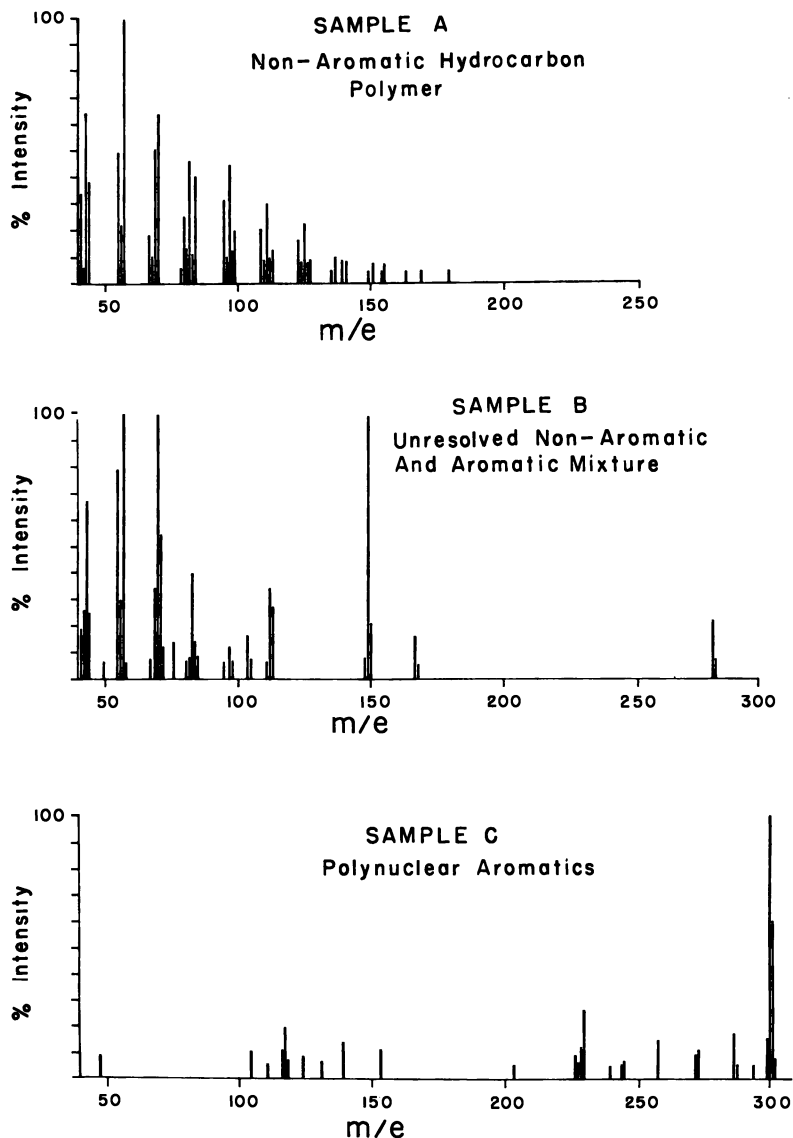 SAMPLE A
Non-Aromatic Hydrocarbon
Polymer
100
% Intensity
50 100 150 200 250
m/e
SAMPLE B
Unresolved Non-Aromatic
And Aromatic Mixture
100
% Intensity
50 100 150 200 250 300
m/e
SAMPLE C
Polynuclear Aromatics
100
% Intensity
50 100 150 200 250 300
m/e